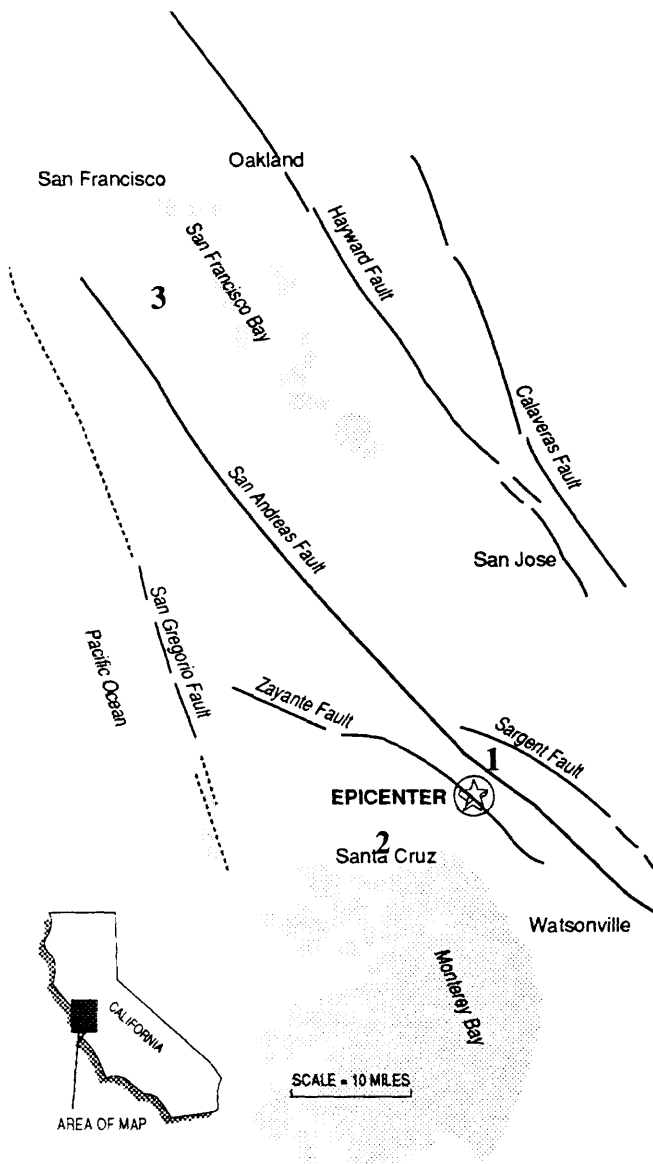 Oakland
San Francisco
Hayward Fault
San Francisco Bay
3
Calaveras Fault
San Andreas Fault
San Jose
San Gregorio Fault
Pacific Ocean
Zayante Fault
Sargent Fault
1
EPICENTER
2
Santa Cruz
Watsonville
Monterey Bay
CALIFORNIA
SCALE = 10 MILES
AREA OF MAP